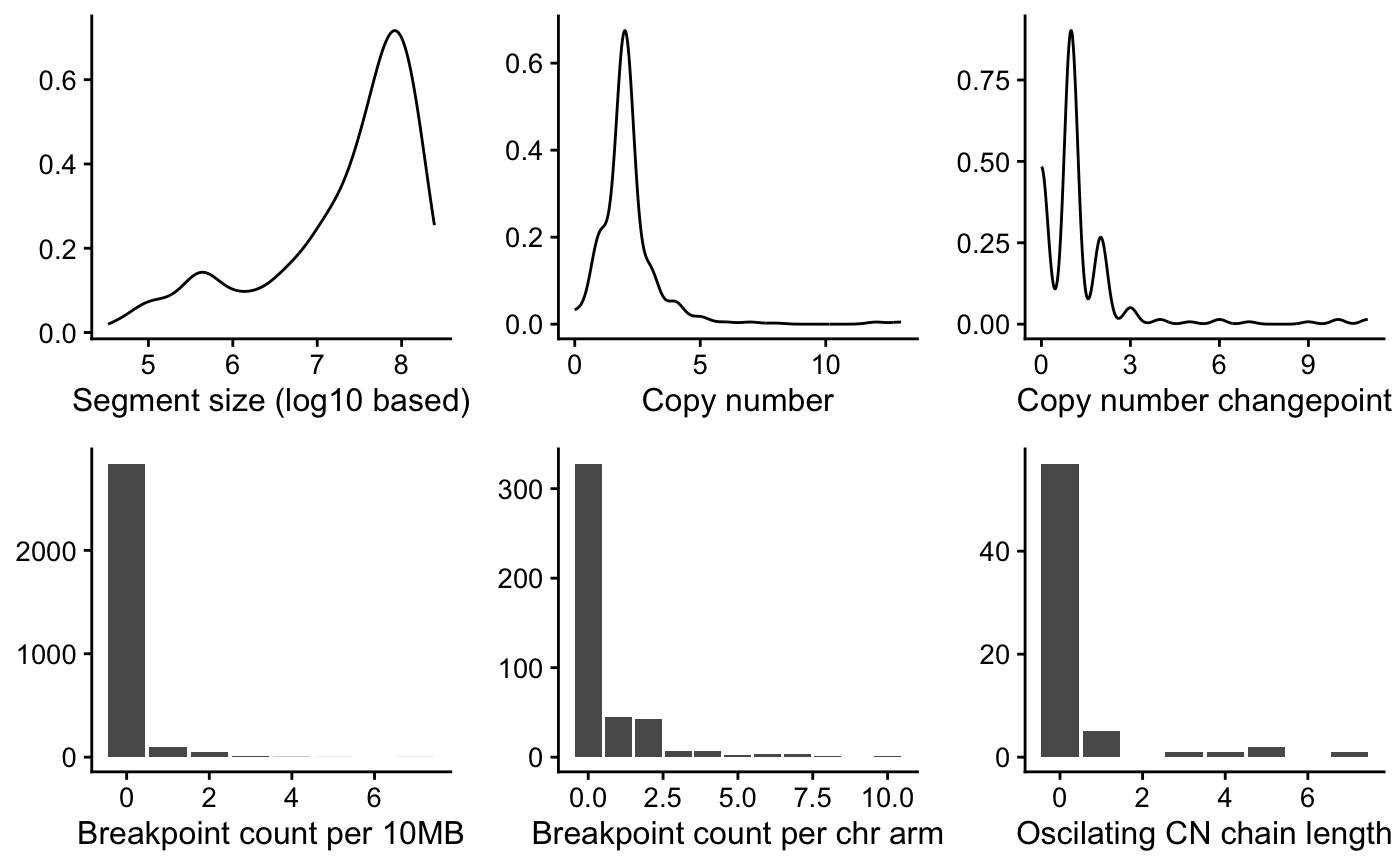 0.6
0.4
0.2
0.0
5 6 7 8
Segment size (log10 based)
0.6
0.4
0.2
0.0
0 5 10
Copy number
0.75
0.50
0.25
0.00
0 3 6 9
Copy number changepoint
2000
1000
0
0 2 4 6
Breakpoint count per 10MB
300
200
100
0
0.0 2.5 5.0 7.5 10.0
Breakpoint count per chr arm
40
20
0
0 2 4 6
Oscilating CN chain length